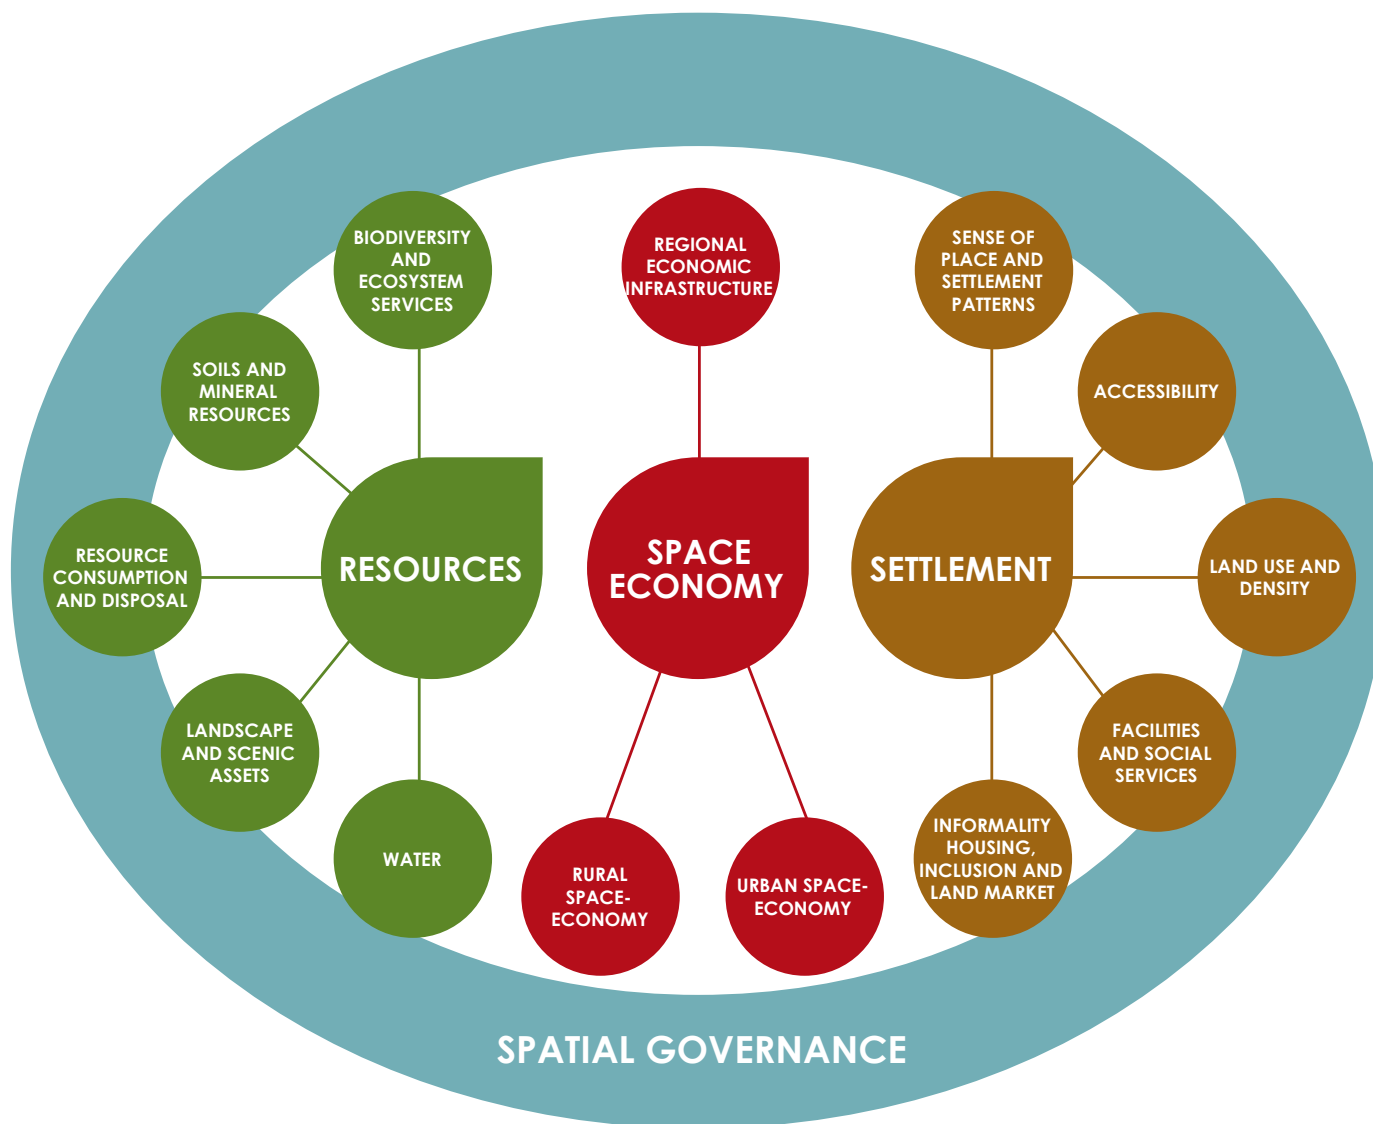 BIODIVERSITY
AND
ECOSYSTEM
SERVICES
SOILS AND
MINERAL
RESOURCES
RESOURCE
CONSUMPTION
AND DISPOSAL
LANDSCAPE
AND SCENIC
ASSETS
WATER
RESOURCES
REGIONAL
ECONOMIC
INFRASTRUCTURE
SPACE
ECONOMY
RURAL
SPACE-
ECONOMY
URBAN SPACE-
ECONOMY
SENSE OF
PLACE AND
SETTLEMENT
PATTERNS
ACCESSIBILITY
SETTLEMENT
LAND USE AND
DENSITY
FACILITIES
AND SOCIAL
SERVICES
INFORMALITY
HOUSING,
INCLUSION AND
LAND MARKET
SPATIAL GOVERNANCE